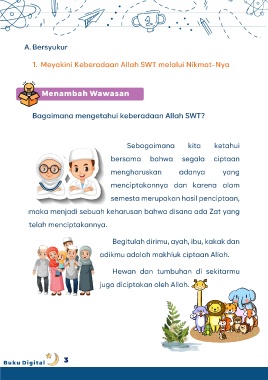 A. Bersyukur
1. Meyakini Keberadaan Allah SWT melalui Nikmat-Nya
Menambah Wawasan
Bagaimana mengetahui keberadaan Allah SWT?
Sebagaimana kita ketahui
bersama bahwa segala ciptaan
mengharuskan adanya yang
menciptakannya dan karena alam
semesta merupakan hasil penciptaan,
maka menjadi sebuah keharusan bahwa disana ada Zat yang
telah menciptakannya.
Begitulah dirimu, ayah, ibu, kakak dan
adikmu adalah makhluk ciptaan Allah.
Hewan dan tumbuhan di sekitarmu
juga diciptakan oleh Allah.
Buku Digital 3